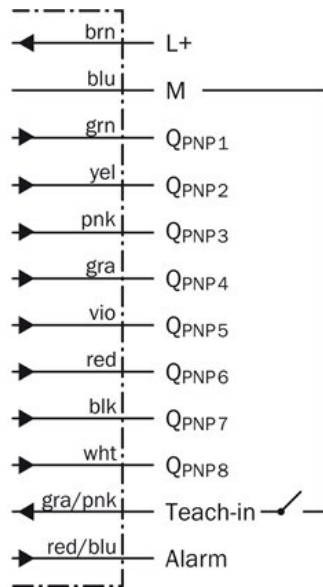 brn L+
blu M
grn QPNP1
yel QPNP2
pnk QPNP3
gra QPNP4
vio QPNP5
red QPNP6
blk QPNP7
wht QPNP8
gra/pnk Teach-in
red/blu Alarm